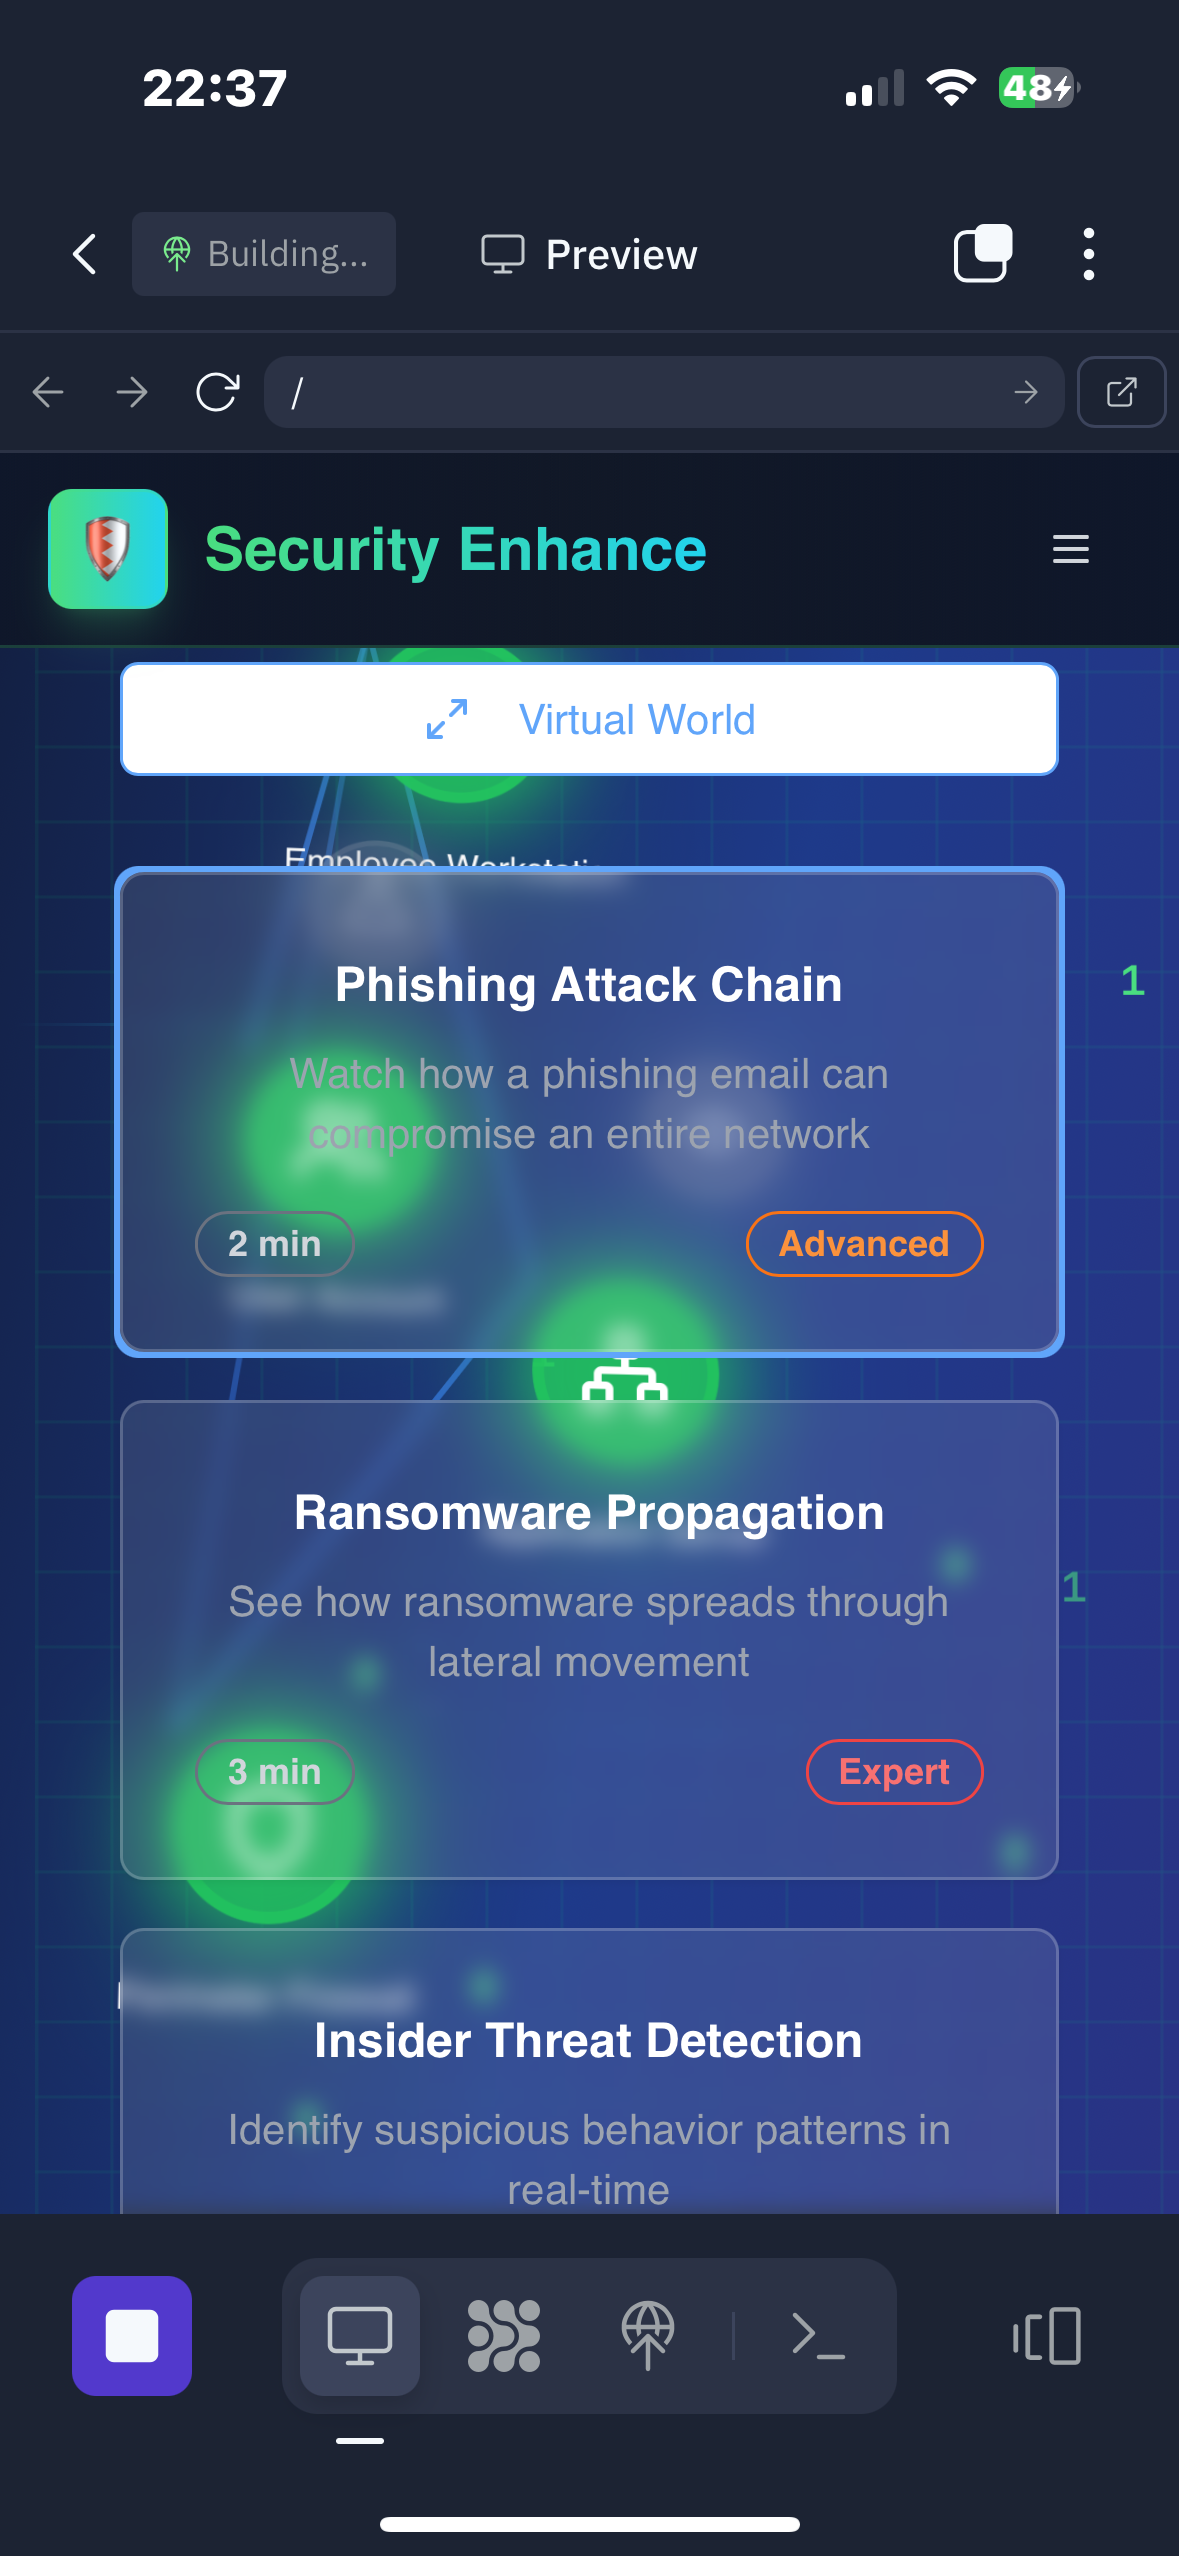 22:37
48
Building...
Preview
/
Security Enhance
Virtual World
Employee
Phishing Attack Chain
1
Watch how a phishing email can
compromise an entire network
2 min
Advanced
Ransomware Propagation
See how ransomware spreads through
1
lateral movement
3 min
Expert
Insider Threat Detection
Identify suspicious behavior patterns in
real-time